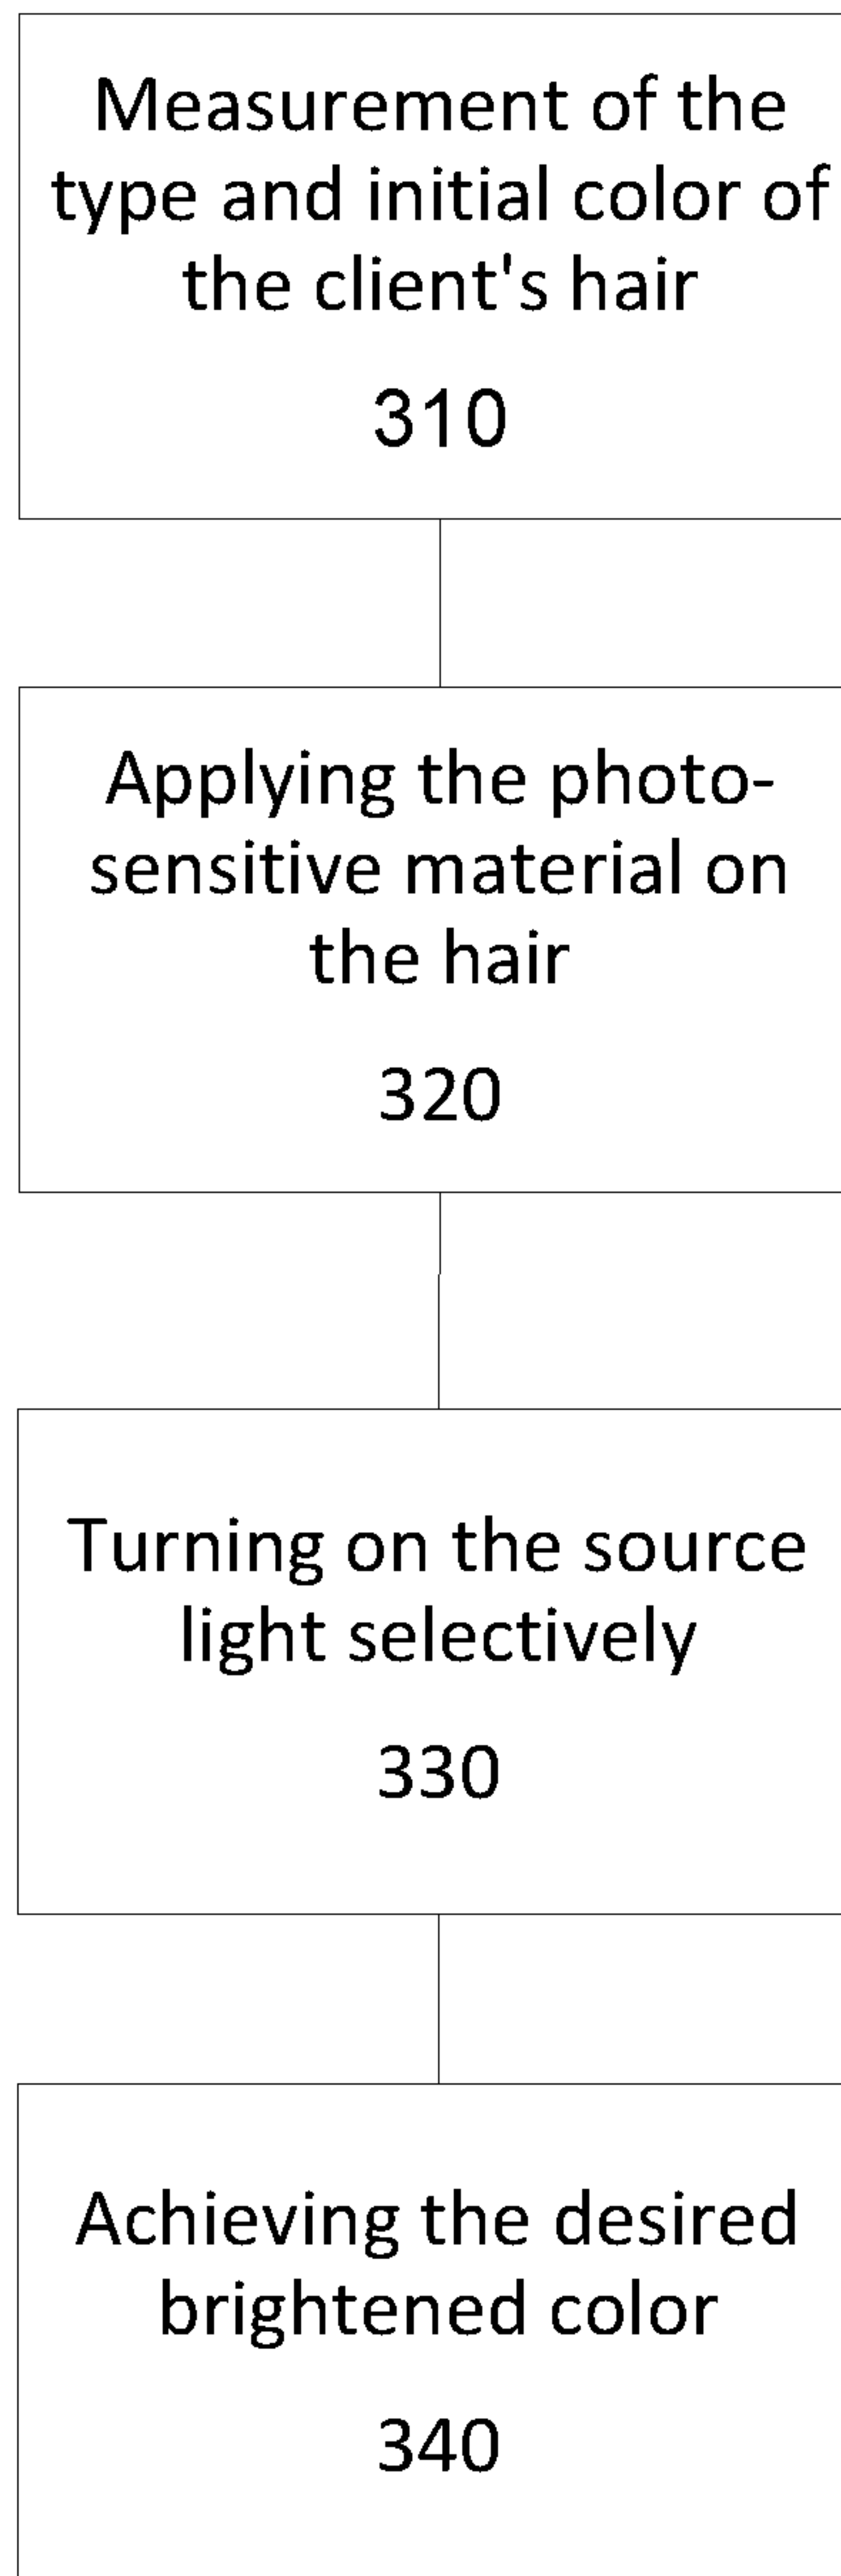 Measurement of the
type and initial color of
the client's hair
310
Applying the photo-
sensitive material on
the hair
320
Turning on the source
light selectively
330
Achieving the desired
brightened color
340